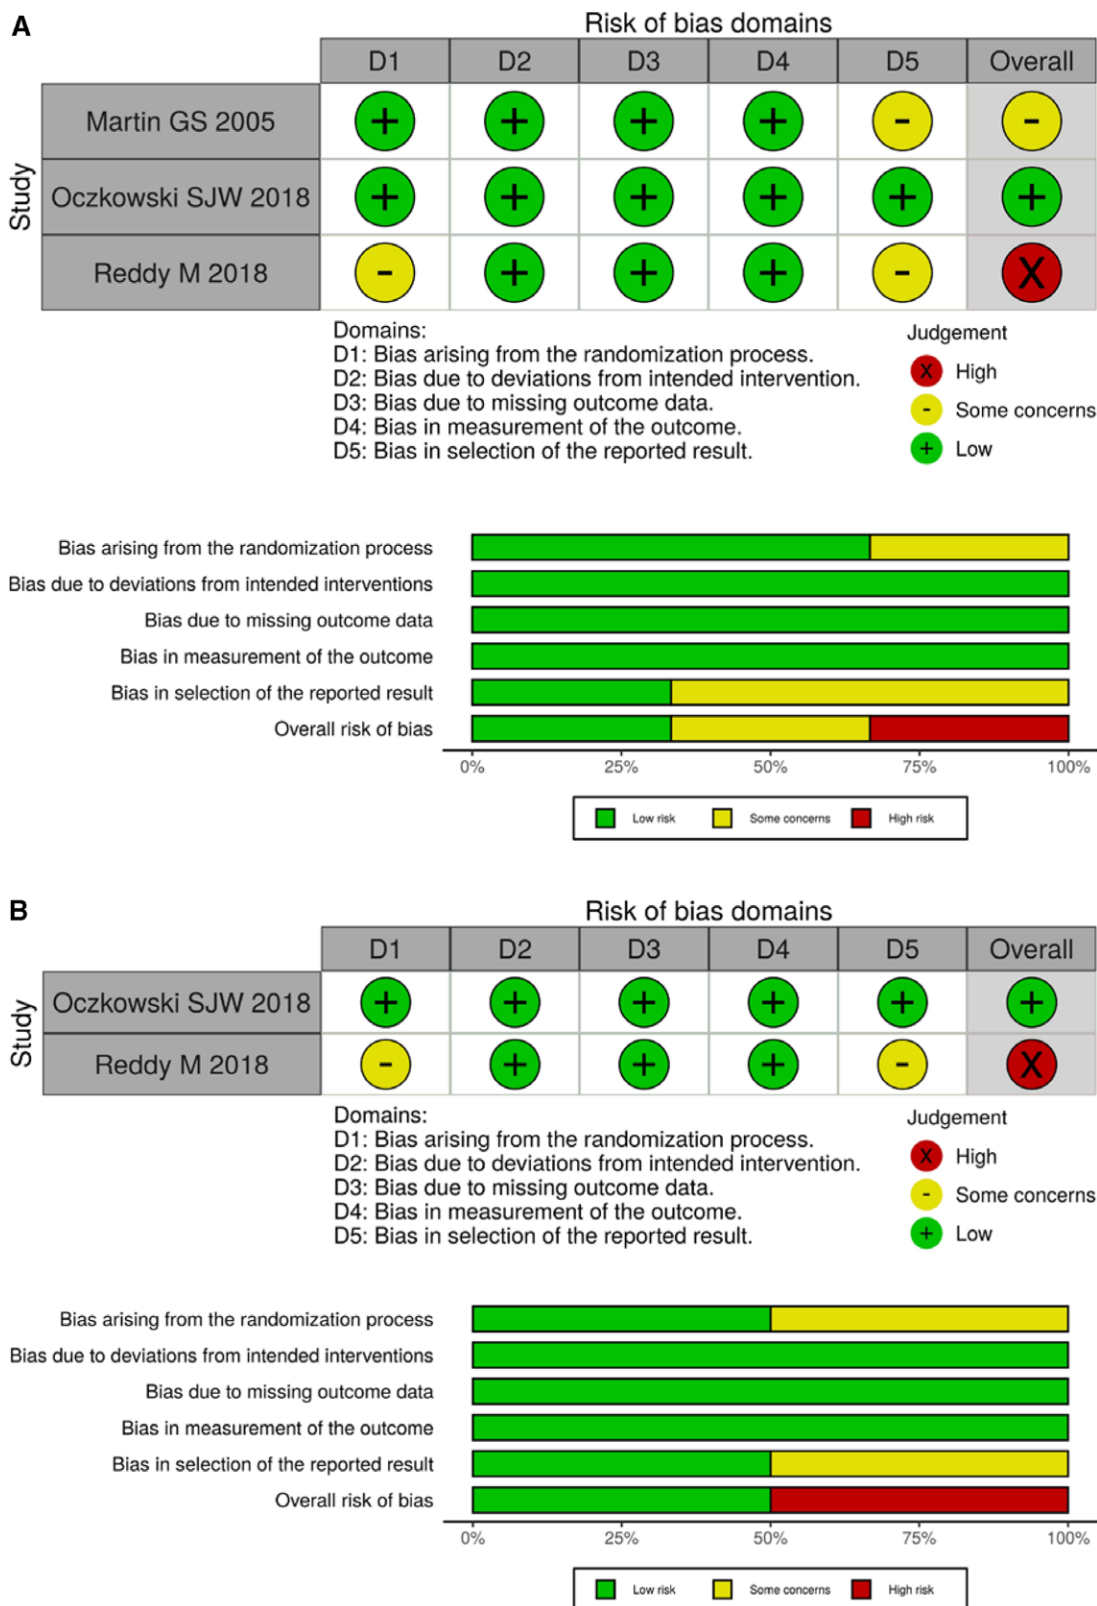 A
Risk of bias domains
D1 D2 D3 D4 D5 Overall
Study
Martin GS 2005 + + + + - -
Oczkowski SJW 2018 + + + + + +
Reddy M 2018 - + + + - X
Domains:
D1: Bias arising from the randomization process.
D2: Bias due to deviations from intended intervention.
D3: Bias due to missing outcome data.
D4: Bias in measurement of the outcome.
D5: Bias in selection of the reported result.
Judgement
X High
- Some concerns
+ Low
Bias arising from the randomization process
Bias due to deviations from intended interventions
Bias due to missing outcome data
Bias in measurement of the outcome
Bias in selection of the reported result
Overall risk of bias
0% 25% 50% 75% 100%
Low risk Some concerns High risk
B
Risk of bias domains
D1 D2 D3 D4 D5 Overall
Study
Oczkowski SJW 2018 + + + + + +
Reddy M 2018 - + + + - X
Domains:
D1: Bias arising from the randomization process.
D2: Bias due to deviations from intended intervention.
D3: Bias due to missing outcome data.
D4: Bias in measurement of the outcome.
D5: Bias in selection of the reported result.
Judgement
X High
- Some concerns
+ Low
Bias arising from the randomization process
Bias due to deviations from intended interventions
Bias due to missing outcome data
Bias in measurement of the outcome
Bias in selection of the reported result
Overall risk of bias
0% 25% 50% 75% 100%
Low risk Some concerns High risk